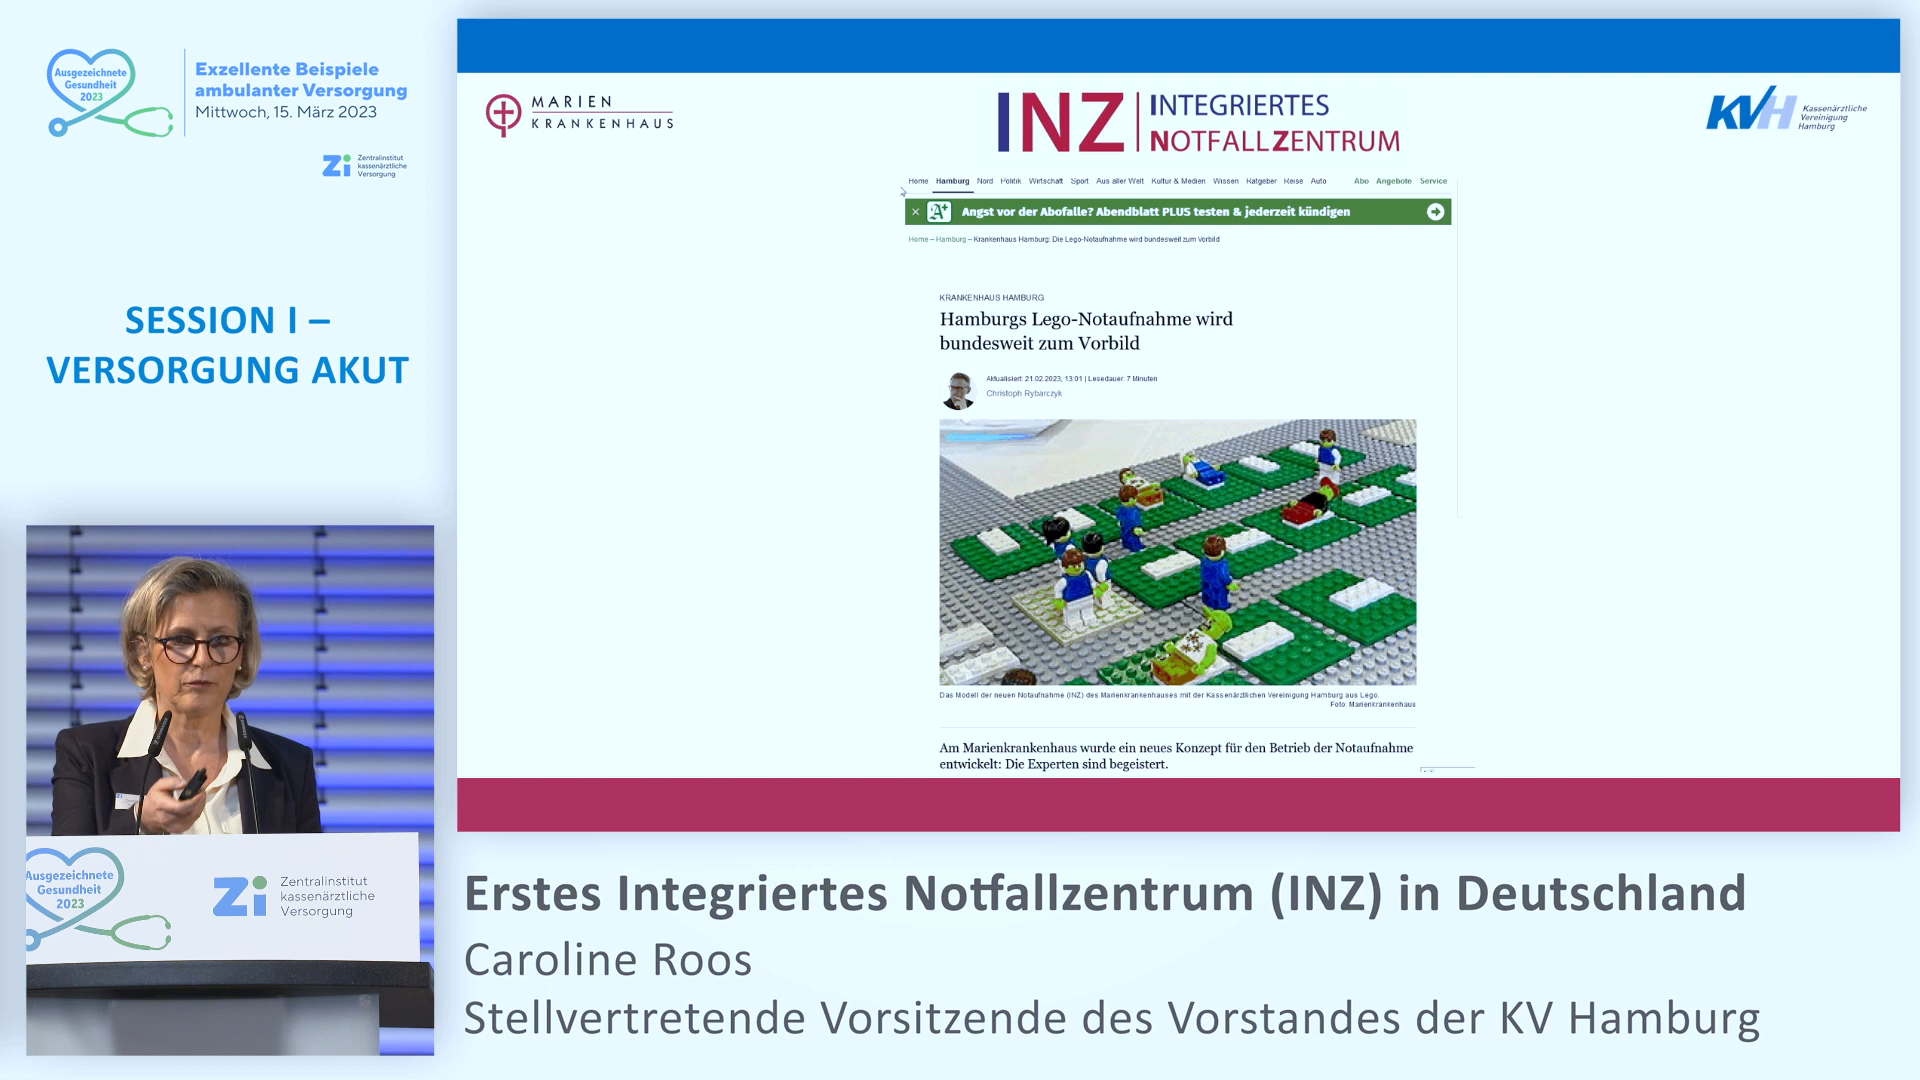 Ausgezeichnete
Gesundheit
2023
Exzellente Beispiele
ambulanter Versorgung
Mittwoch, 15. März 2023
Zi
Zentralinstitut
kassenärztliche
Versorgung
SESSION I –
VERSORGUNG AKUT
MARIEN
KRANKENHAUS
INZ
INTEGRIERTES
NOTFALLZENTRUM
KVH
Kassenärztliche
Vereinigung
Hamburg
Home Hamburg Nord Politik Wirtschaft Sport Aus aller Welt Kultur & Medien Wissen Ratgeber Reise Auto Abo Angebote Service
× A+ Angst vor der Abofalle? Abendblatt PLUS testen & jederzeit kündigen
Home – Hamburg – Krankenhaus Hamburg: Die Lego-Notaufnahme wird bundesweit zum Vorbild
KRANKENHAUS HAMBURG
Hamburgs Lego-Notaufnahme wird
bundesweit zum Vorbild
Aktualisiert: 21.02.2023, 13:01 | Lesedauer: 7 Minuten
Christoph Rybarczyk
Das Modell der neuen Notaufnahme (INZ) des Marienkrankenhauses mit der Kassenärztlichen Vereinigung Hamburg aus Lego.
Foto: Marienkrankenhaus
Am Marienkrankenhaus wurde ein neues Konzept für den Betrieb der Notaufnahme
entwickelt: Die Experten sind begeistert.
Ausgezeichnete
Gesundheit
2023
Zi
Zentralinstitut
kassenärztliche
Versorgung
Erstes Integriertes Notfallzentrum (INZ) in Deutschland
Caroline Roos
Stellvertretende Vorsitzende des Vorstandes der KV Hamburg